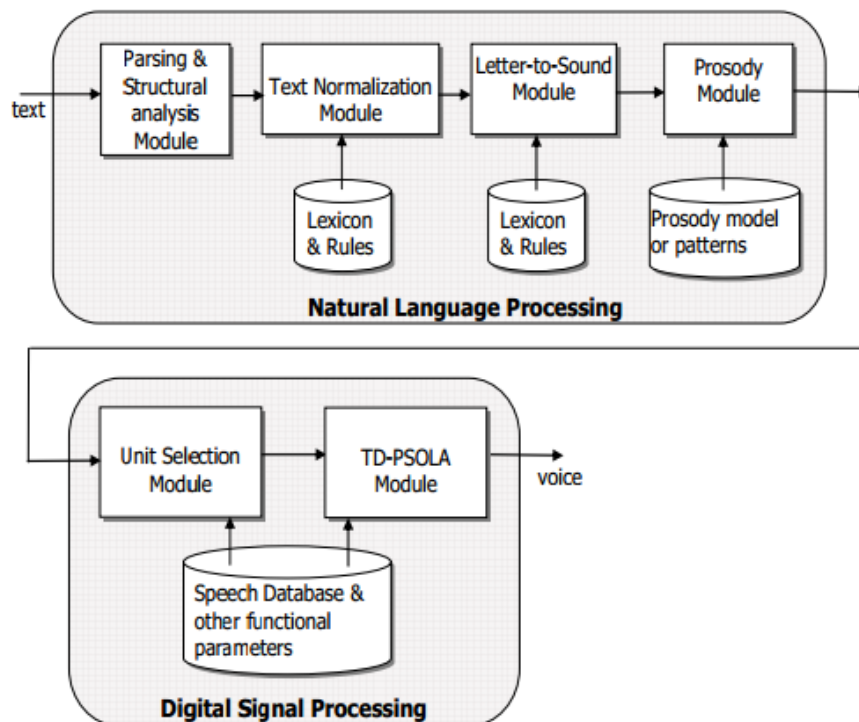 text
Parsing &
Structural
analysis
Module
Text Normalization
Module
Letter-to-Sound
Module
Prosody
Module
Lexicon
& Rules
Lexicon
& Rules
Prosody model
or patterns
Natural Language Processing
Unit Selection
Module
TD-PSOLA
Module
voice
Speech Database &
other functional
parameters
Digital Signal Processing